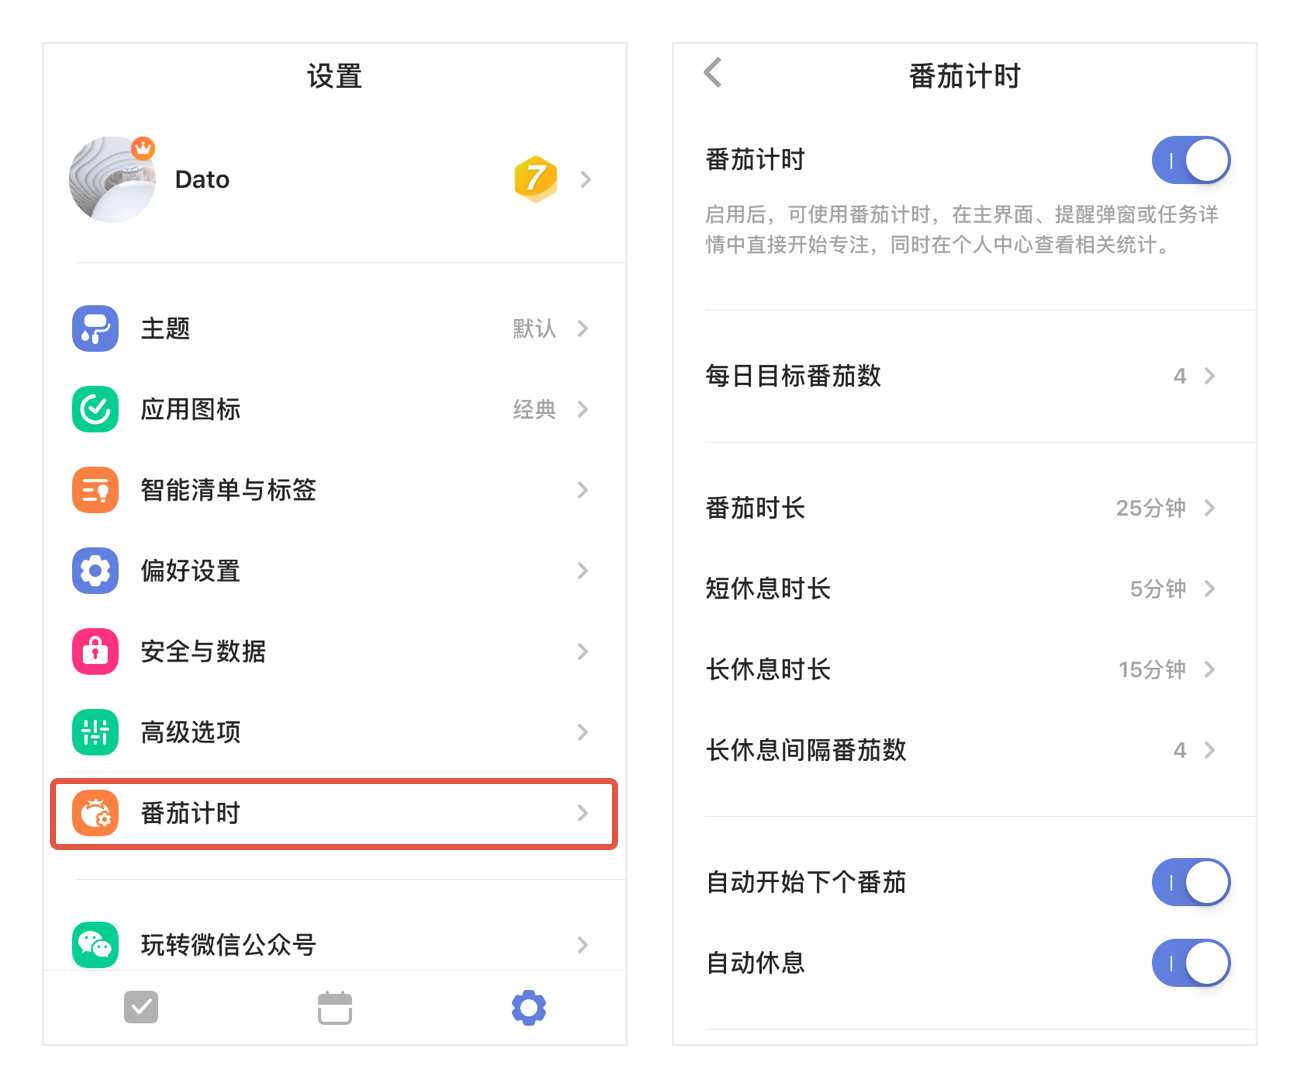 设置
Dato
7
主题
默认
应用图标
经典
智能清单与标签
偏好设置
安全与数据
高级选项
番茄计时
玩转微信公众号
番茄计时
番茄计时
启用后，可使用番茄计时，在主界面、提醒弹窗或任务详
情中直接开始专注，同时在个人中心查看相关统计。
每日目标番茄数
4
番茄时长
25分钟
短休息时长
5分钟
长休息时长
15分钟
长休息间隔番茄数
4
自动开始下个番茄
自动休息